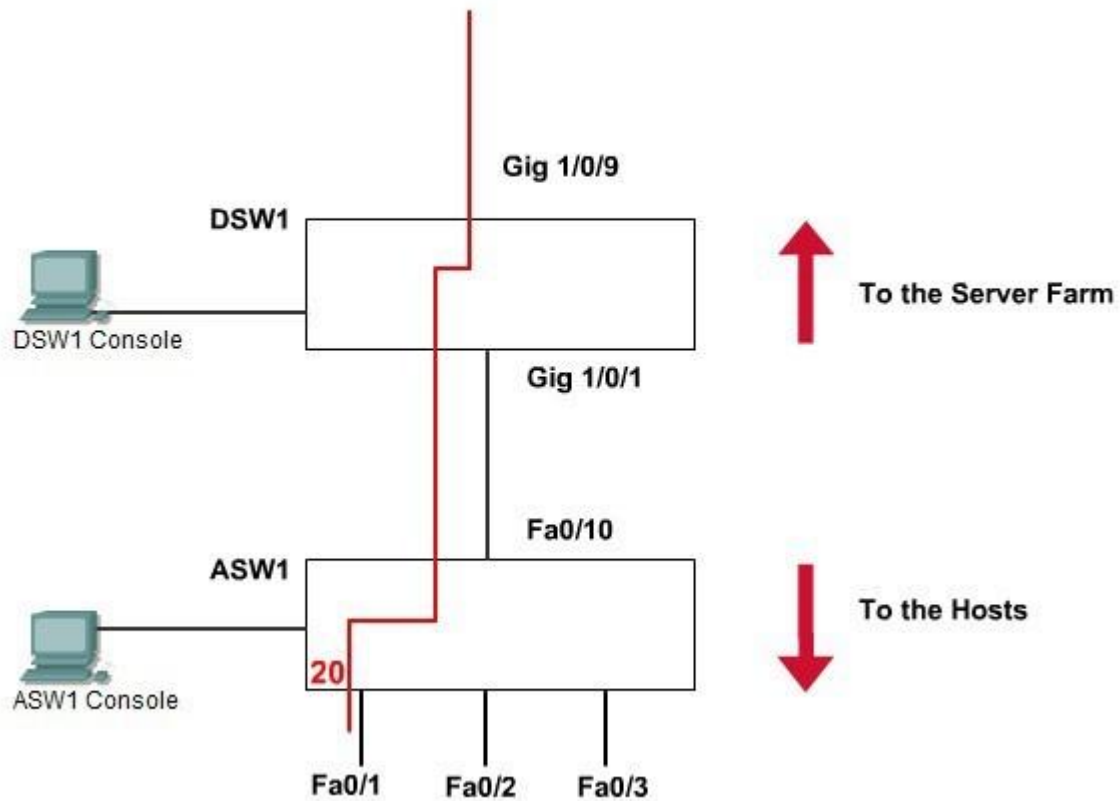 Gig 1/0/9
DSW1
To the Server Farm
DSW1 Console
Gig 1/0/1
Fa0/10
ASW1
To the Hosts
20
ASW1 Console
Fa0/1
Fa0/2
Fa0/3